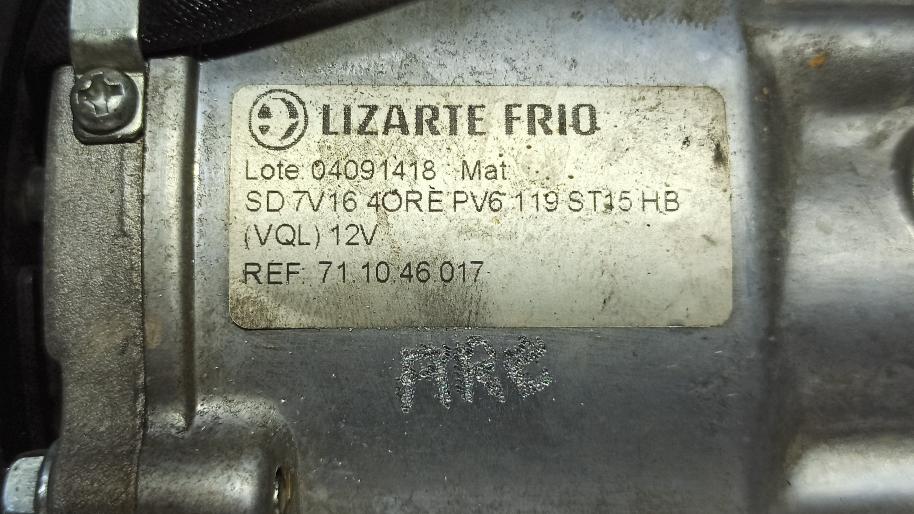 LIZARTE FRIO
Lote 04091418 Mat
SD 7V16 4ORE PV6 119 ST15 HB
(VQL) 12V
REF. 71.10.46.017
AIRE